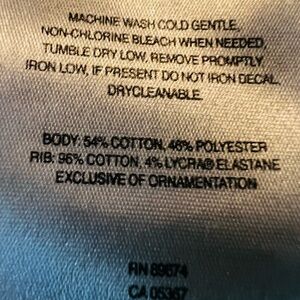 MACHINE WASH COLD GENTLE,
NON-CHLORINE BLEACH WHEN NEEDED,
TUMBLE DRY LOW, REMOVE PROMPTLY.
IRON LOW, IF PRESENT DO NOT IRON DECAL,
DRYCLEANABLE.
BODY: 54% COTTON, 46% POLYESTER
RIB: 96% COTTON, 4% LYCRA® ELASTANE
EXCLUSIVE OF ORNAMENTATION
RN
CA 05367